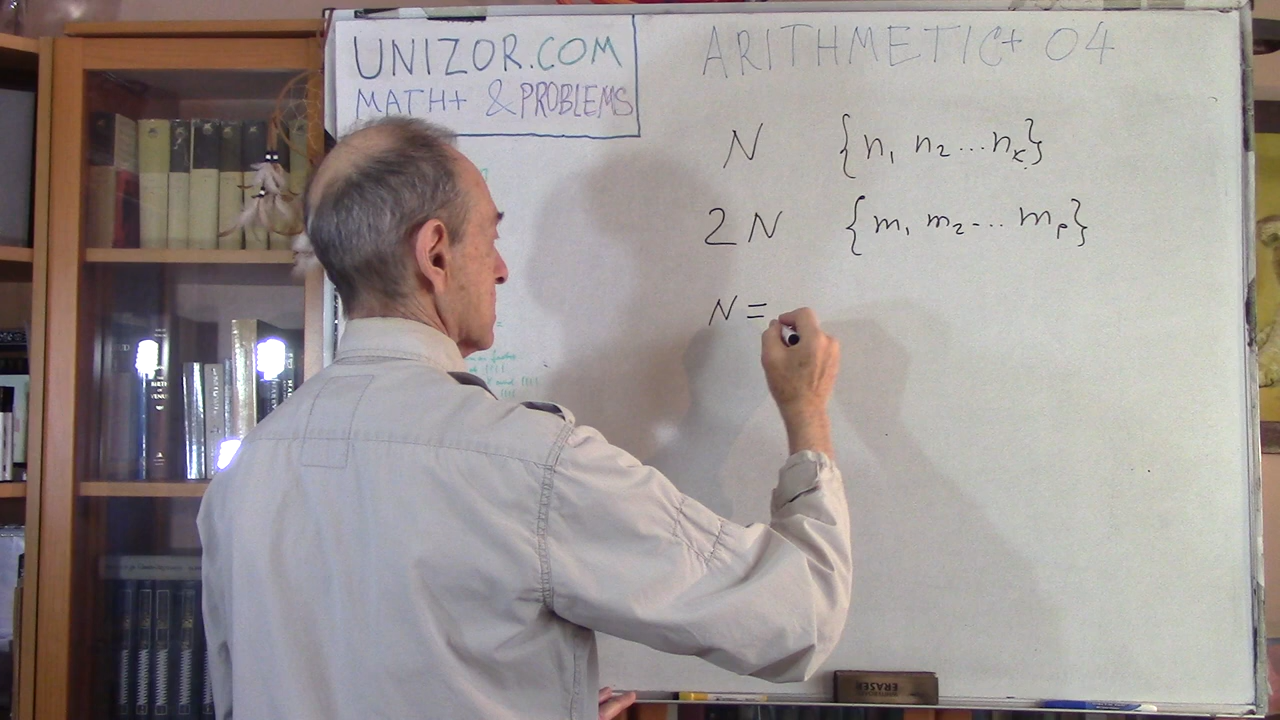 UNIZOR.COM
MATH+ & PROBLEMS
ARITHMETIC+ 04
N {n₁ n₂ ... nₖ}
2N {m₁ m₂ ... mₚ}
N =
ERASER